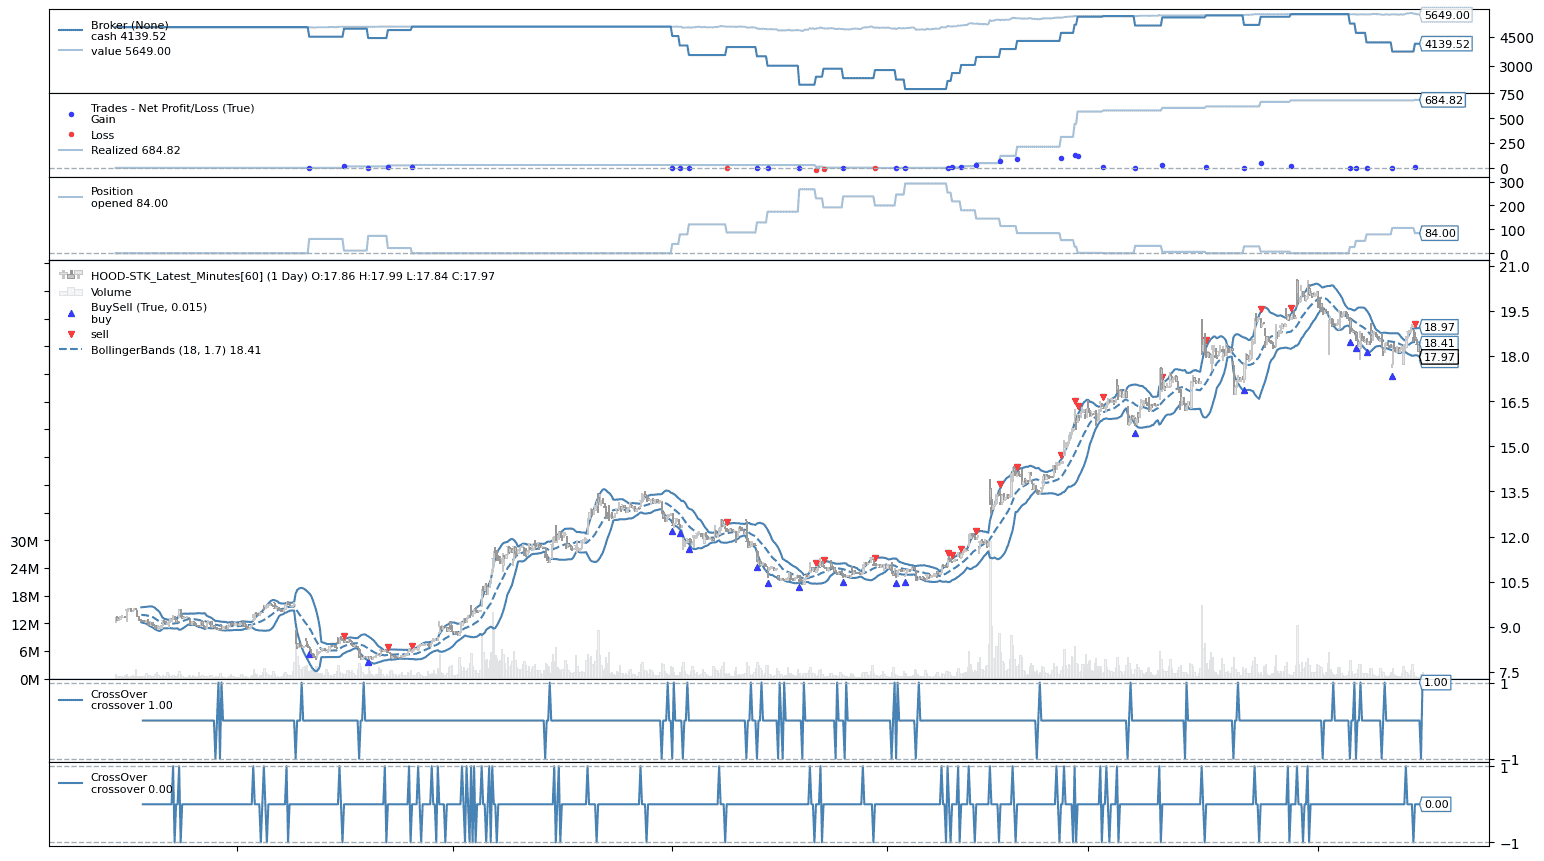 Broker (None)
cash 4139.52
value 5649.00
5649.00
4500
4139.52
3000
Trades - Net Profit/Loss (True)
Gain
Loss
Realized 684.82
750
684.82
500
250
0
Position
opened 84.00
300
200
100
84.00
0
HOOD-STK_Latest_Minutes[60] (1 Day) O:17.86 H:17.99 L:17.84 C:17.97
Volume
BuySell (True, 0.015)
buy
sell
BollingerBands (18, 1.7) 18.41
21.0
19.5
18.97
18.41
18.0
17.97
16.5
15.0
13.5
12.0
10.5
9.0
7.5
30M
24M
18M
12M
6M
0M
CrossOver
crossover 1.00
1.00
1
−1
CrossOver
crossover 0.00
1
0.00
−1